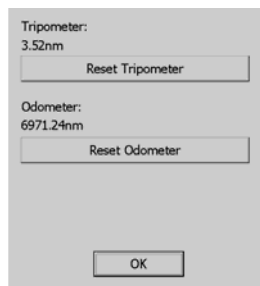 Tripometer:
3.52nm
Reset Tripometer
Odometer:
6971.24nm
Reset Odometer
OK